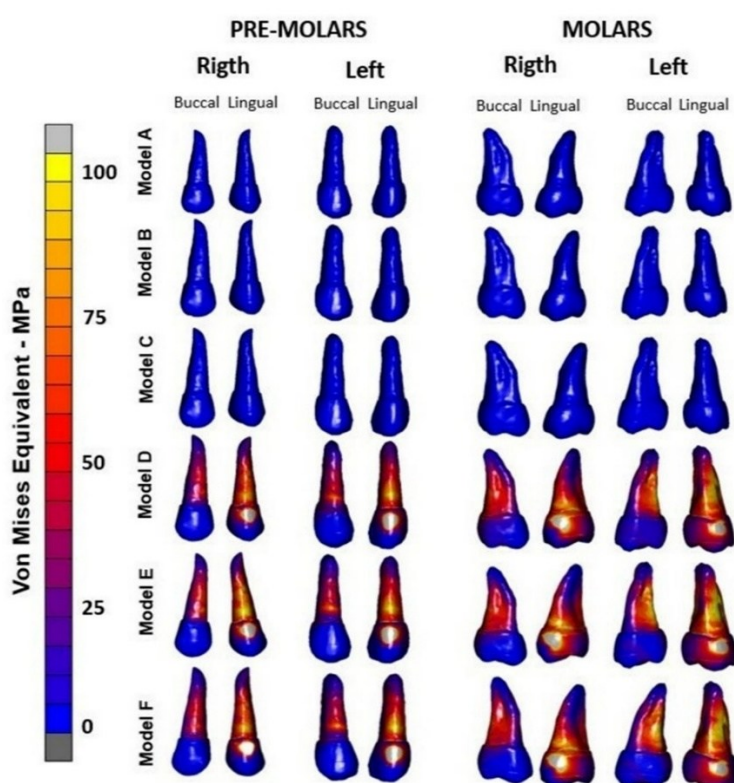 PRE-MOLARS MOLARS
Rigth Left Rigth Left
Buccal Lingual Buccal Lingual Buccal Lingual Buccal Lingual
Von Mises Equivalent - MPa
100
75
50
25
0
Model A
Model B
Model C
Model D
Model E
Model F